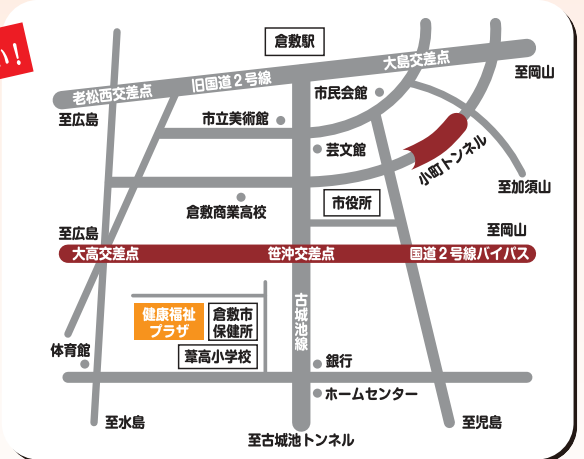 い!
倉敷駅
大島交差点
至岡山
旧国道2号線
老松西交差点
市民会館
至広島
市立美術館
芸文館
小町トンネル
至加須山
市役所
倉敷商業高校
至広島
至岡山
大高交差点
笹沖交差点
国道2号線バイパス
健康福祉
プラザ
倉敷市
保健所
古城池線
体育館
葦高小学校
銀行
ホームセンター
至水島
至児島
至古城池トンネル